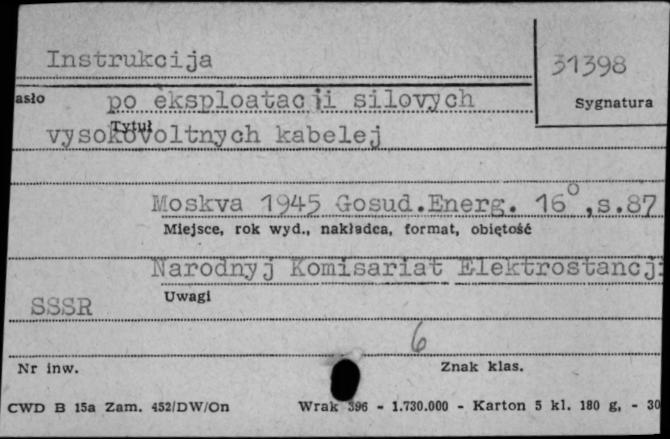 Instrukcija
31398
asło
po eksploatacji silovych
Sygnatura
Tytuł
vysokovoltnych kabelej
Moskva 1945 Gosud.Energ. 16°,s.87
Miejsce, rok wyd., nakładca, format, objętość
Narodnyj Komisariat Elektrostancji
Uwagi
SSSR
6
Nr inw.
Znak klas.
CWD B 15a Zam. 452/DW/On Wrak 396 - 1.730.000 - Karton 5 kl. 180 g, - 30